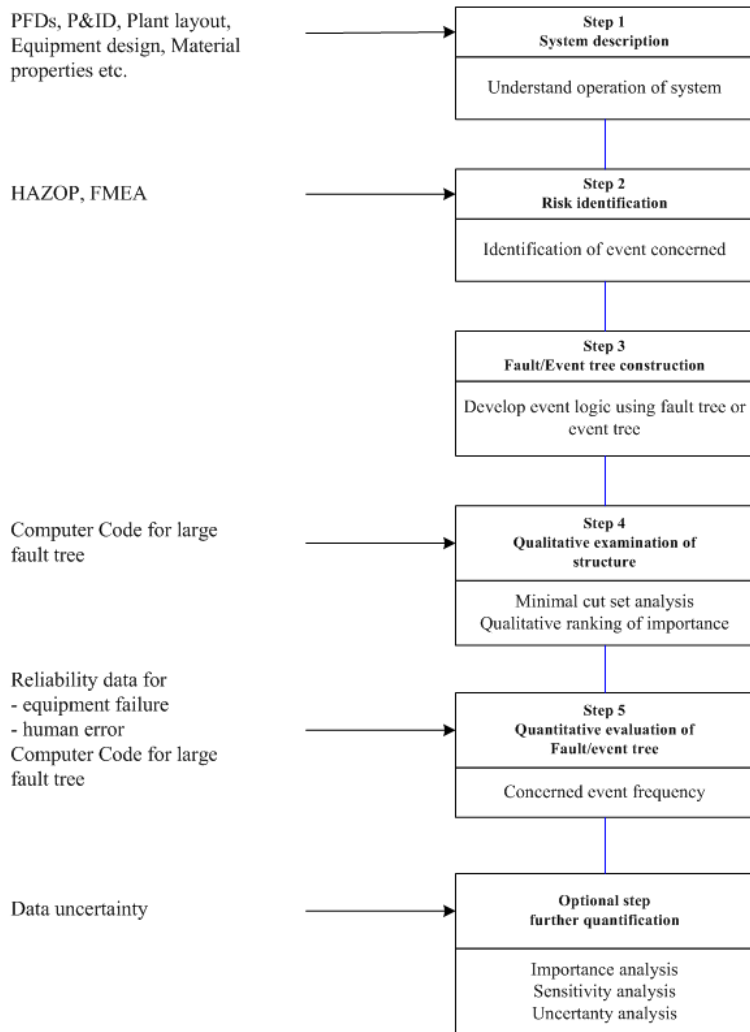 PFDs, P&ID, Plant layout,
Equipment design, Material
properties etc.
Step 1
System description
Understand operation of system
HAZOP, FMEA
Step 2
Risk identification
Identification of event concerned
Step 3
Fault/Event tree construction
Develop event logic using fault tree or
event tree
Computer Code for large
fault tree
Step 4
Qualitative examination of
structure
Minimal cut set analysis
Qualitative ranking of importance
Reliability data for
- equipment failure
- human error
Computer Code for large
fault tree
Step 5
Quantitative evaluation of
Fault/event tree
Concerned event frequency
Data uncertainty
Optional step
further quantification
Importance analysis
Sensitivity analysis
Uncertanty analysis